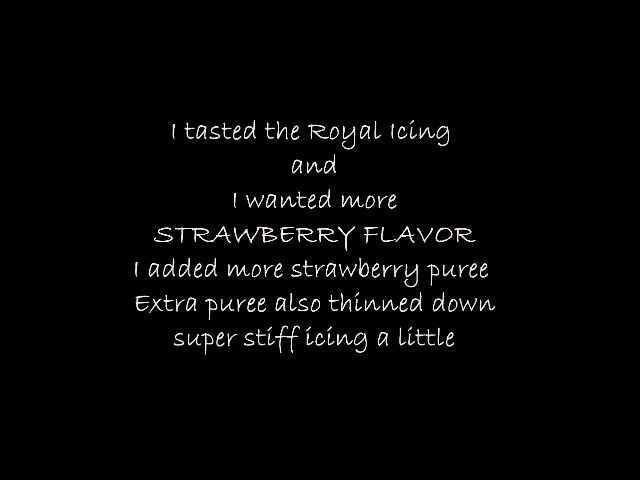 I tasted the Royal Icing
and
I wanted more
STRAWBERRY FLAVOR
I added more strawberry puree
Extra puree also thinned down
super stiff icing a little